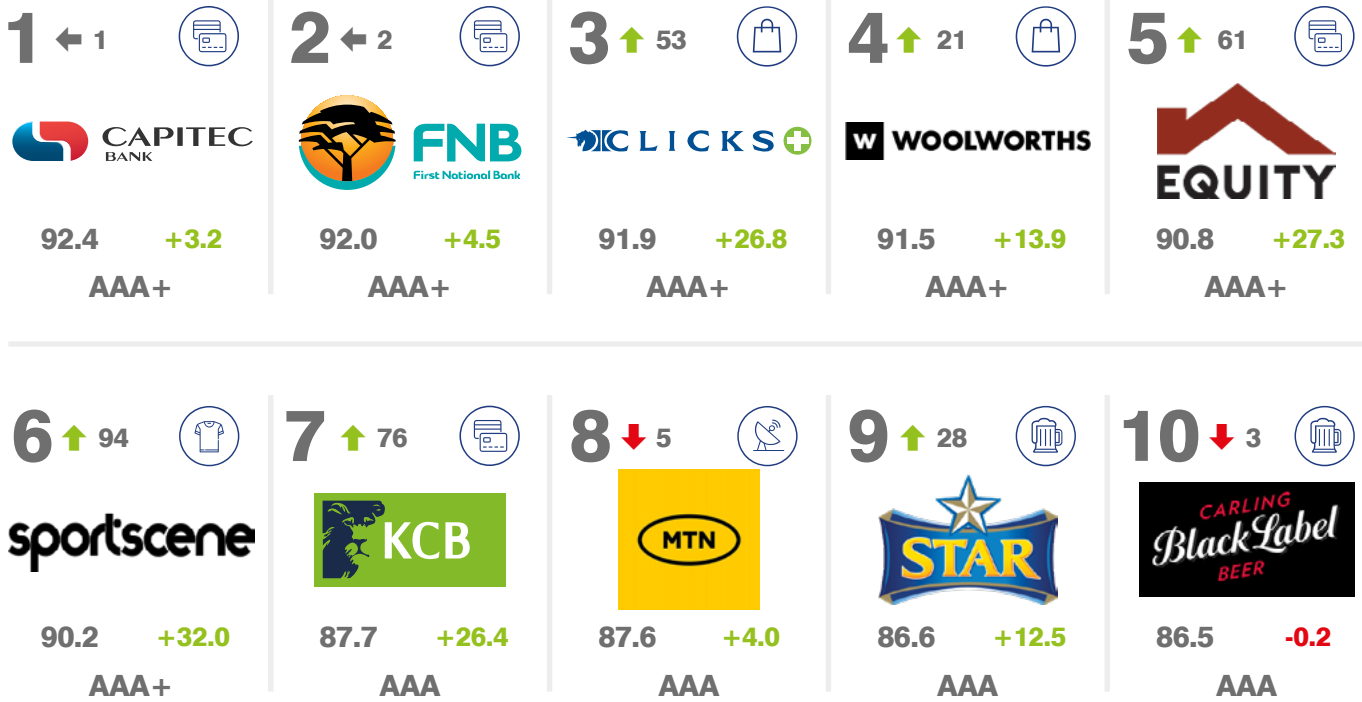 1 1
2 2
3 53
4 21
5 61
CAPITEC
BANK
FNB
First National Bank
CLICKS
W WOOLWORTHS
EQUITY
92.4 +3.2
92.0 +4.5
91.9 +26.8
91.5 +13.9
90.8 +27.3
AAA+
AAA+
AAA+
AAA+
AAA+
6 94
7 76
8 5
9 28
10 3
sportscene
KCB
MTN
STAR
CARLING
Black Label
BEER
90.2 +32.0
87.7 +26.4
87.6 +4.0
86.6 +12.5
86.5 -0.2
AAA+
AAA
AAA
AAA
AAA